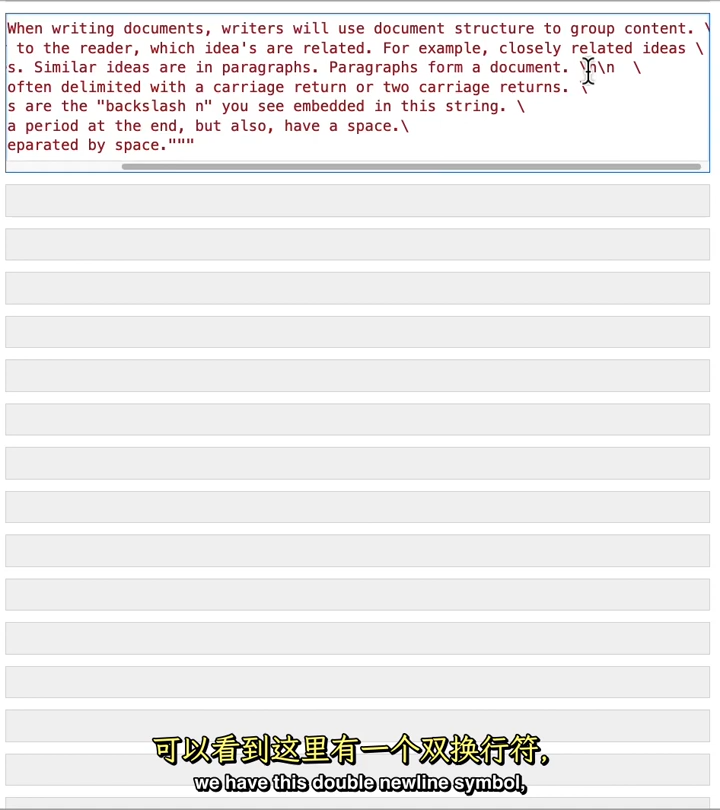 When writing documents, writers will use document structure to group content. \
to the reader, which idea's are related. For example, closely related ideas \
s. Similar ideas are in paragraphs. Paragraphs form a document. \n\n  \
often delimited with a carriage return or two carriage returns. \
s are the "backslash n" you see embedded in this string. \
a period at the end, but also, have a space.\
eparated by space."""
可以看到这里有一个双换行符,
we have this double newline symbol,